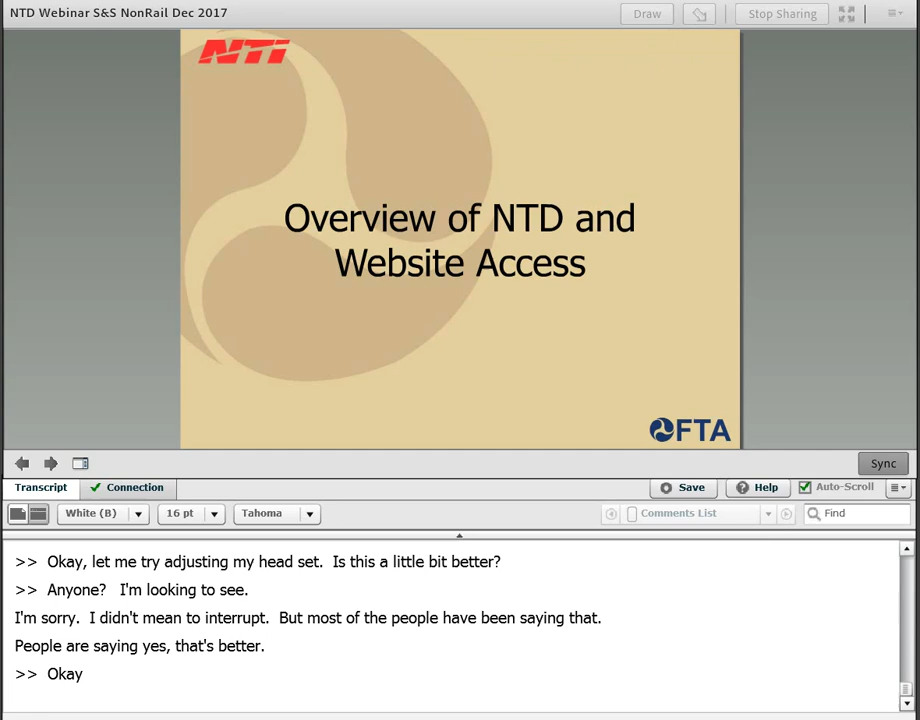 NTD Webinar S&S NonRail Dec 2017
Draw
Stop Sharing
NTI
Overview of NTD and
Website Access
FTA
Sync
Transcript
Connection
Save
Help
Auto-Scroll
White (B)
16 pt
Tahoma
Comments List
Find
>> Okay, let me try adjusting my head set. Is this a little bit better?
>> Anyone? I'm looking to see.
I'm sorry. I didn't mean to interrupt. But most of the people have been saying that.
People are saying yes, that's better.
>> Okay